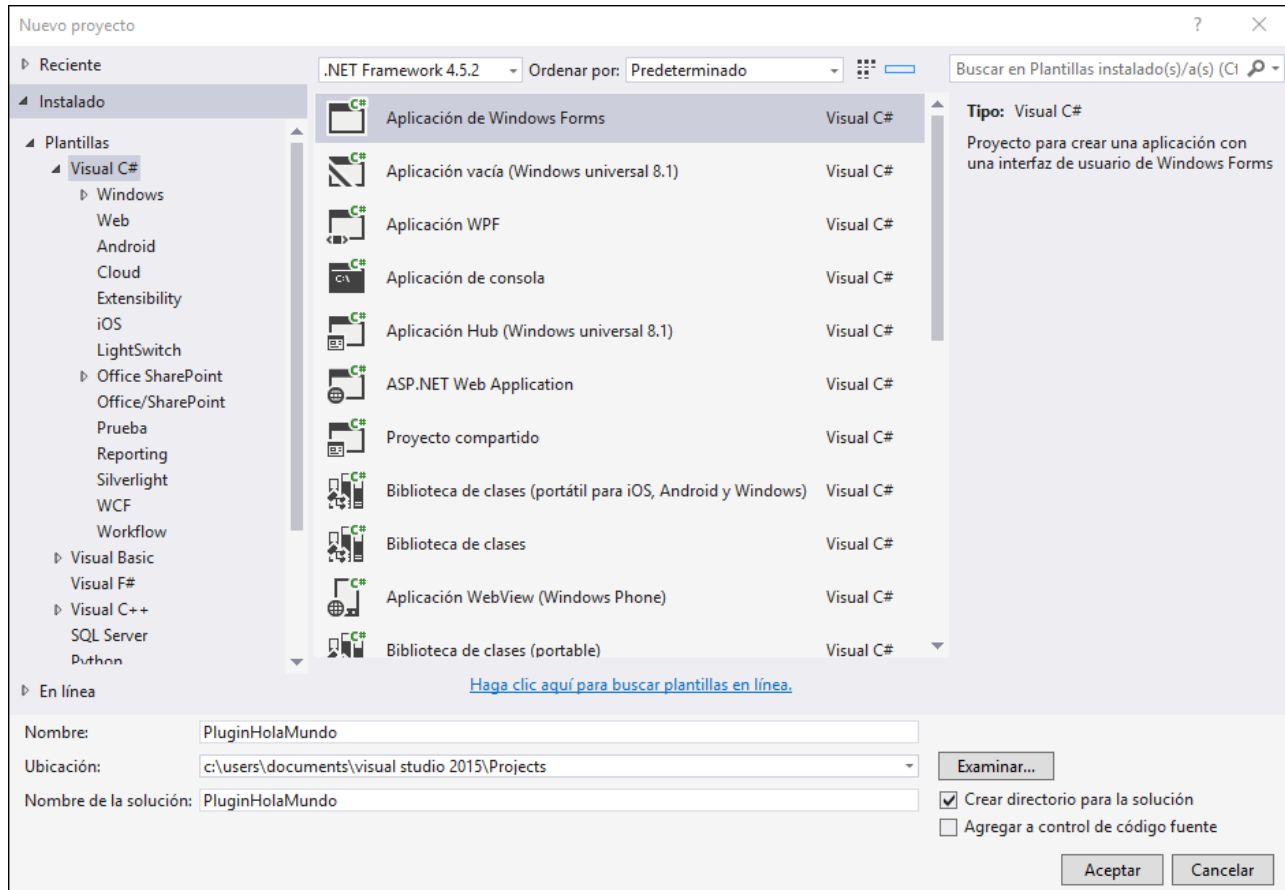 Nuevo proyecto
?
Reciente
.NET Framework 4.5.2
Ordenar por: Predeterminado
Buscar en Plantillas instalado(s)/a(s) (Ct
Instalado
Plantillas
Visual C#
Windows
Web
Android
Cloud
Extensibility
iOS
LightSwitch
Office SharePoint
Office/SharePoint
Prueba
Reporting
Silverlight
WCF
Workflow
Visual Basic
Visual F#
Visual C++
SQL Server
Python
En línea
Aplicación de Windows Forms Visual C#
Aplicación vacía (Windows universal 8.1) Visual C#
Aplicación WPF Visual C#
Aplicación de consola Visual C#
Aplicación Hub (Windows universal 8.1) Visual C#
ASP.NET Web Application Visual C#
Proyecto compartido Visual C#
Biblioteca de clases (portátil para iOS, Android y Windows) Visual C#
Biblioteca de clases Visual C#
Aplicación WebView (Windows Phone) Visual C#
Biblioteca de clases (portable) Visual C#
Haga clic aquí para buscar plantillas en línea.
Tipo: Visual C#
Proyecto para crear una aplicación con
una interfaz de usuario de Windows Forms
Nombre: PluginHolaMundo
Ubicación: c:\users\documents\visual studio 2015\Projects
Examinar...
Nombre de la solución: PluginHolaMundo
Crear directorio para la solución
Agregar a control de código fuente
Aceptar
Cancelar